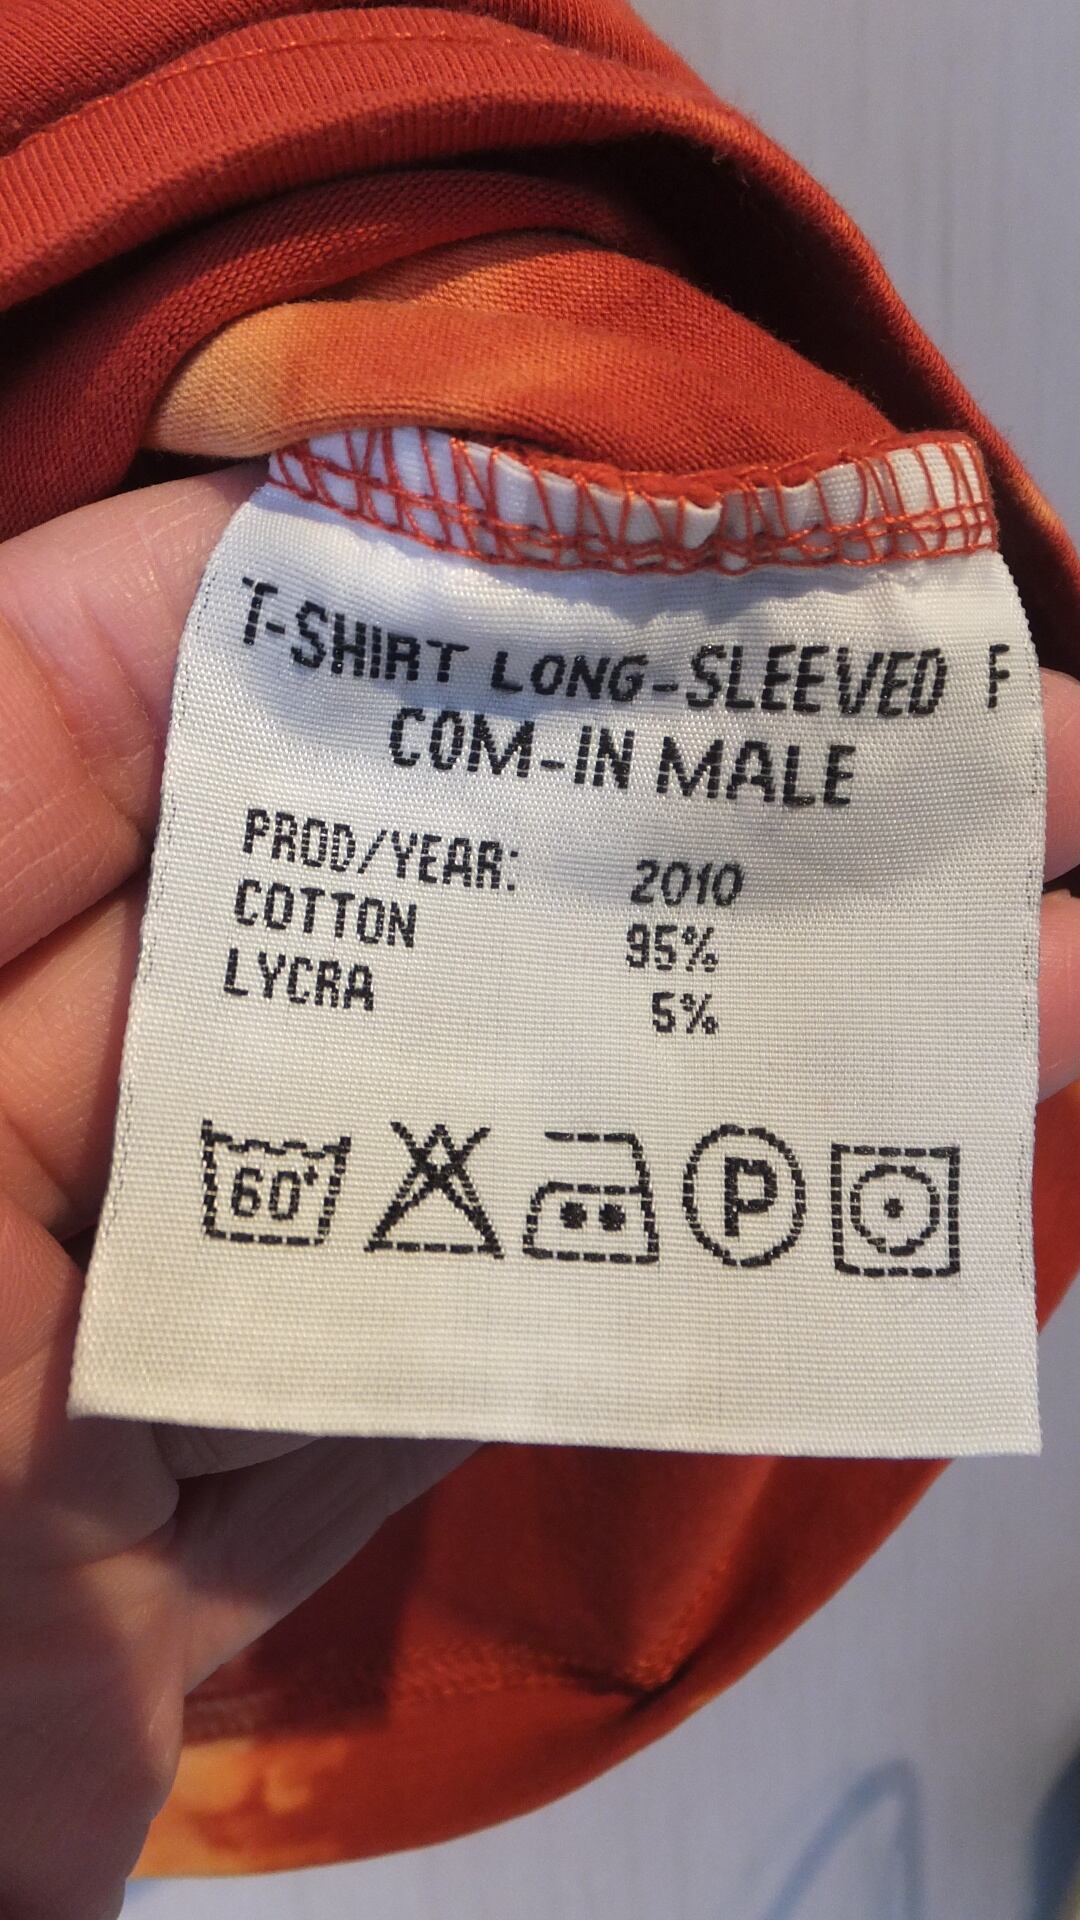 T-SHIRT LONG-SLEEVED F
COM-IN MALE
PROD/YEAR: 2010
COTTON 95%
LYCRA 5%
60° P